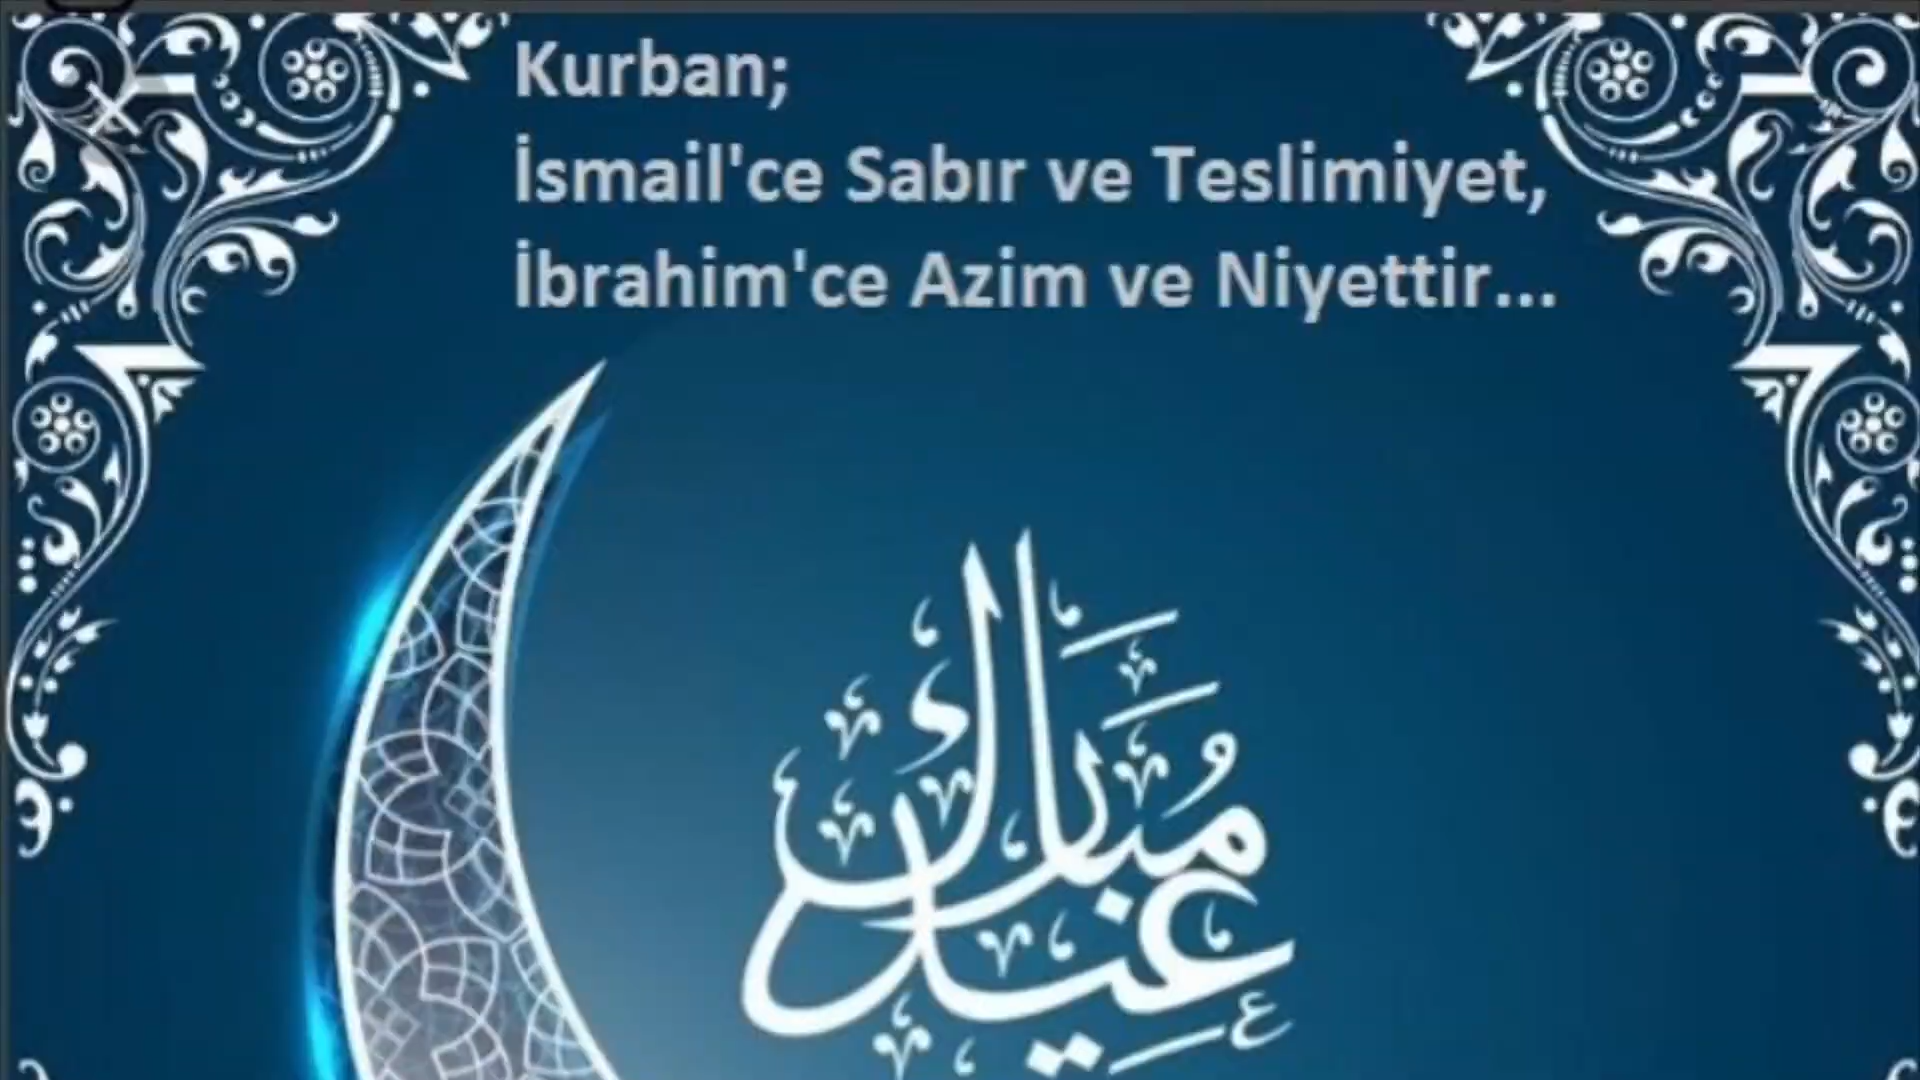 Kurban;
İsmail'ce Sabır ve Teslimiyet,
İbrahim'ce Azim ve Niyettir...
عيد مبارك